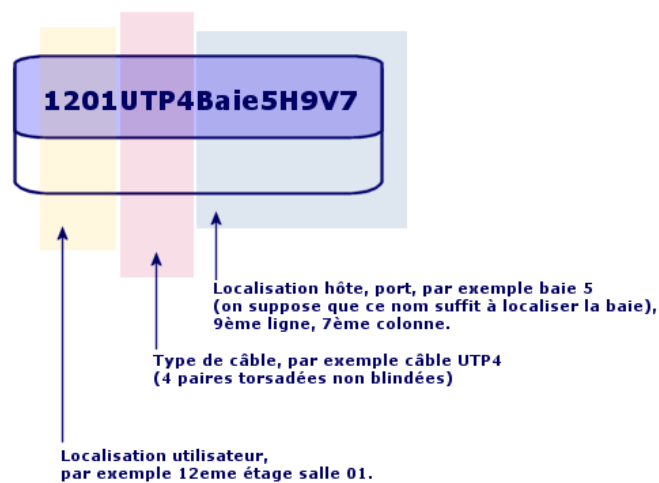 1201UTP4Baie5H9V7
Localisation hôte, port, par exemple baie 5
(on suppose que ce nom suffit à localiser la baie),
9ème ligne, 7ème colonne.
Type de câble, par exemple câble UTP4
(4 paires torsadées non blindées)
Localisation utilisateur,
par exemple 12eme étage salle 01.